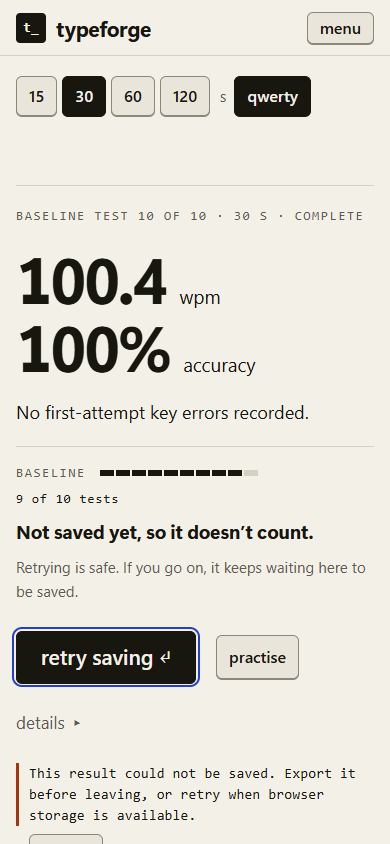 t_ typeforge menu
15 30 60 120 s qwerty
BASELINE TEST 10 OF 10 · 30 S · COMPLETE
100.4 wpm
100% accuracy
No first-attempt key errors recorded.
BASELINE
9 of 10 tests
Not saved yet, so it doesn’t count.
Retrying is safe. If you go on, it keeps waiting here to
be saved.
retry saving ↵ practise
details ▸
This result could not be saved. Export it
before leaving, or retry when browser
storage is available.